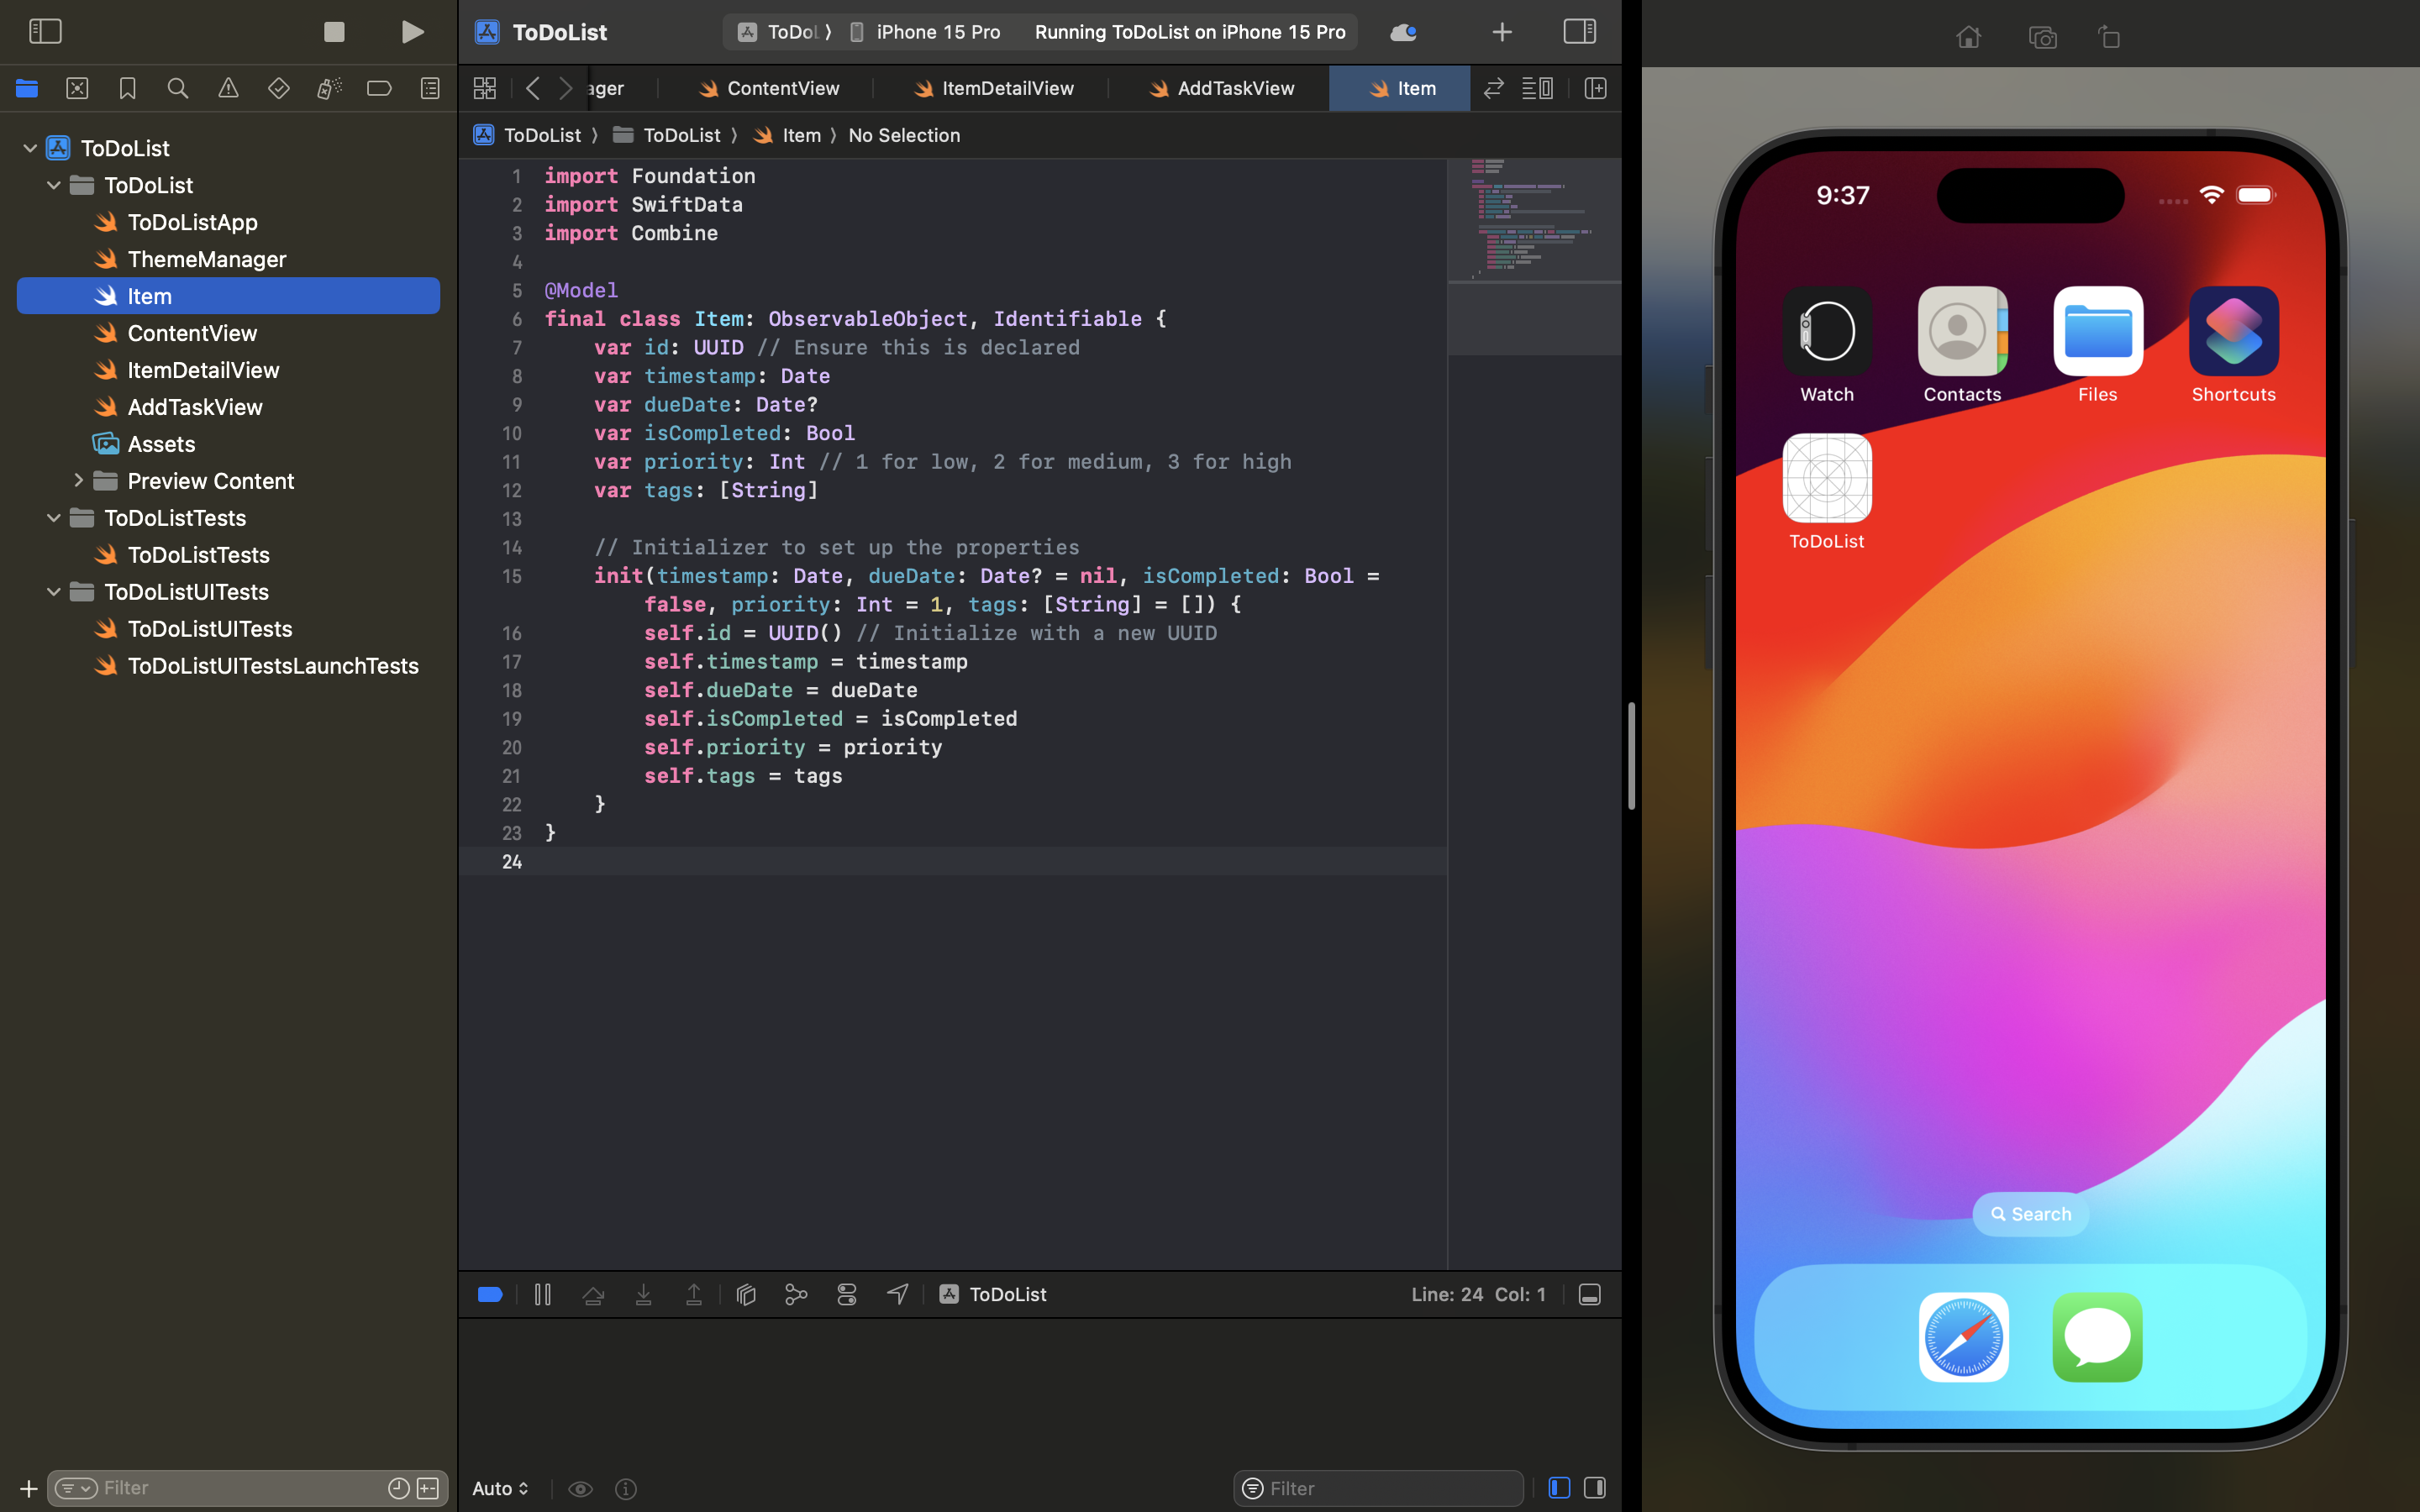 ToDoList
ToDoList
ToDoListApp
ThemeManager
Item
ContentView
ItemDetailView
AddTaskView
Assets
Preview Content
ToDoListTests
ToDoListTests
ToDoListUITests
ToDoListUITests
ToDoListUITestsLaunchTests
Filter
ToDoList
ToDoL 〉 iPhone 15 Pro Running ToDoList on iPhone 15 Pro
ager ContentView ItemDetailView AddTaskView Item
ToDoList 〉 ToDoList 〉 Item 〉 No Selection
1 import Foundation
2 import SwiftData
3 import Combine
4
5 @Model
6 final class Item: ObservableObject, Identifiable {
7 var id: UUID // Ensure this is declared
8 var timestamp: Date
9 var dueDate: Date?
10 var isCompleted: Bool
11 var priority: Int // 1 for low, 2 for medium, 3 for high
12 var tags: [String]
13
14 // Initializer to set up the properties
15 init(timestamp: Date, dueDate: Date? = nil, isCompleted: Bool =
false, priority: Int = 1, tags: [String] = []) {
16 self.id = UUID() // Initialize with a new UUID
17 self.timestamp = timestamp
18 self.dueDate = dueDate
19 self.isCompleted = isCompleted
20 self.priority = priority
21 self.tags = tags
22 }
23 }
24
ToDoList Line: 24 Col: 1
Auto Filter
9:37
Watch Contacts Files Shortcuts
ToDoList
Search